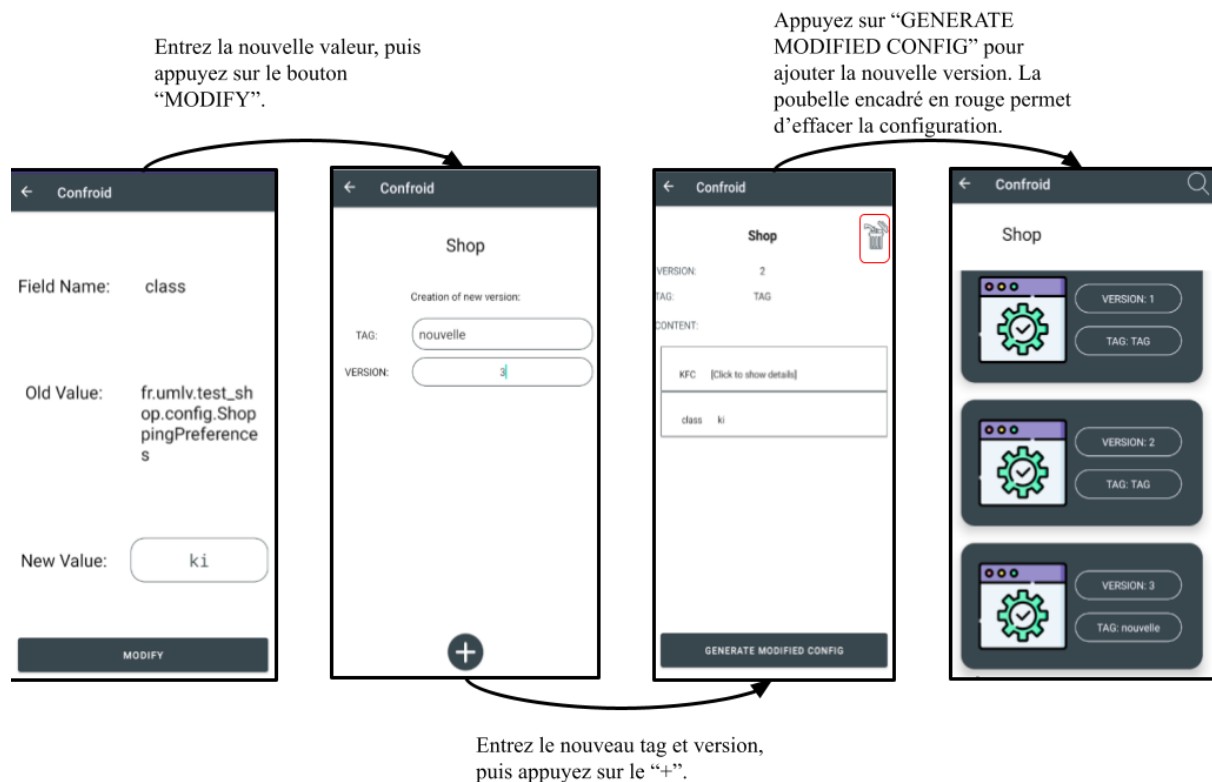 Entrez la nouvelle valeur, puis
appuyez sur le bouton
“MODIFY”.
Appuyez sur “GENERATE
MODIFIED CONFIG” pour
ajouter la nouvelle version. La
poubelle encadré en rouge permet
d’effacer la configuration.
← Confroid
Field Name: class
Old Value: fr.umlv.test_sh
op.config.Shop
pingPreference
s
New Value: ki
MODIFY
← Confroid
Shop
Creation of new version:
TAG: nouvelle
VERSION: 3
+
← Confroid
Shop
VERSION: 2
TAG: TAG
CONTENT:
KFC [Click to show details]
class ki
GENERATE MODIFIED CONFIG
← Confroid
Shop
VERSION: 1
TAG: TAG
VERSION: 2
TAG: TAG
VERSION: 3
TAG: nouvelle
Entrez le nouveau tag et version,
puis appuyez sur le “+”.